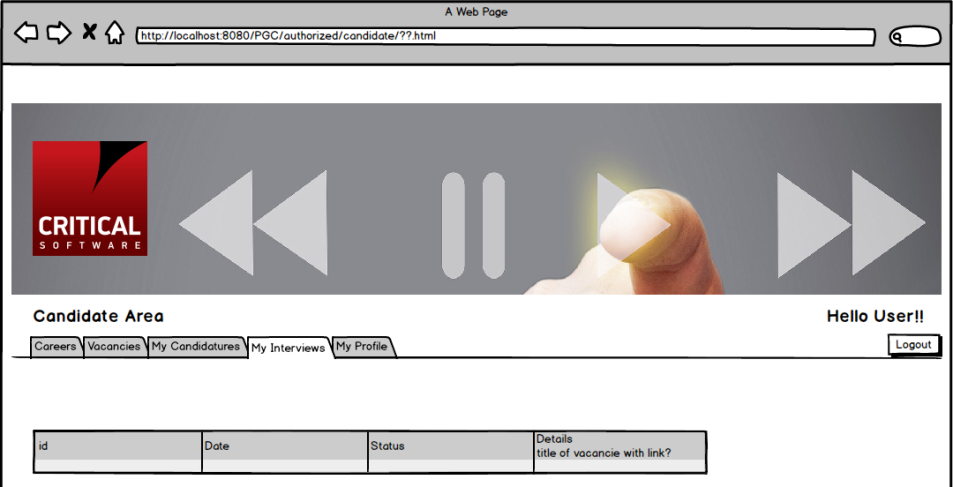 A Web Page
http://localhost:8080/PGC/authorized/candidate/??.html
CRITICAL
SOFTWARE
Candidate Area
Hello User!!
Careers Vacancies My Candidatures My Interviews My Profile
Logout
id Date Status Details
title of vacancie with link?